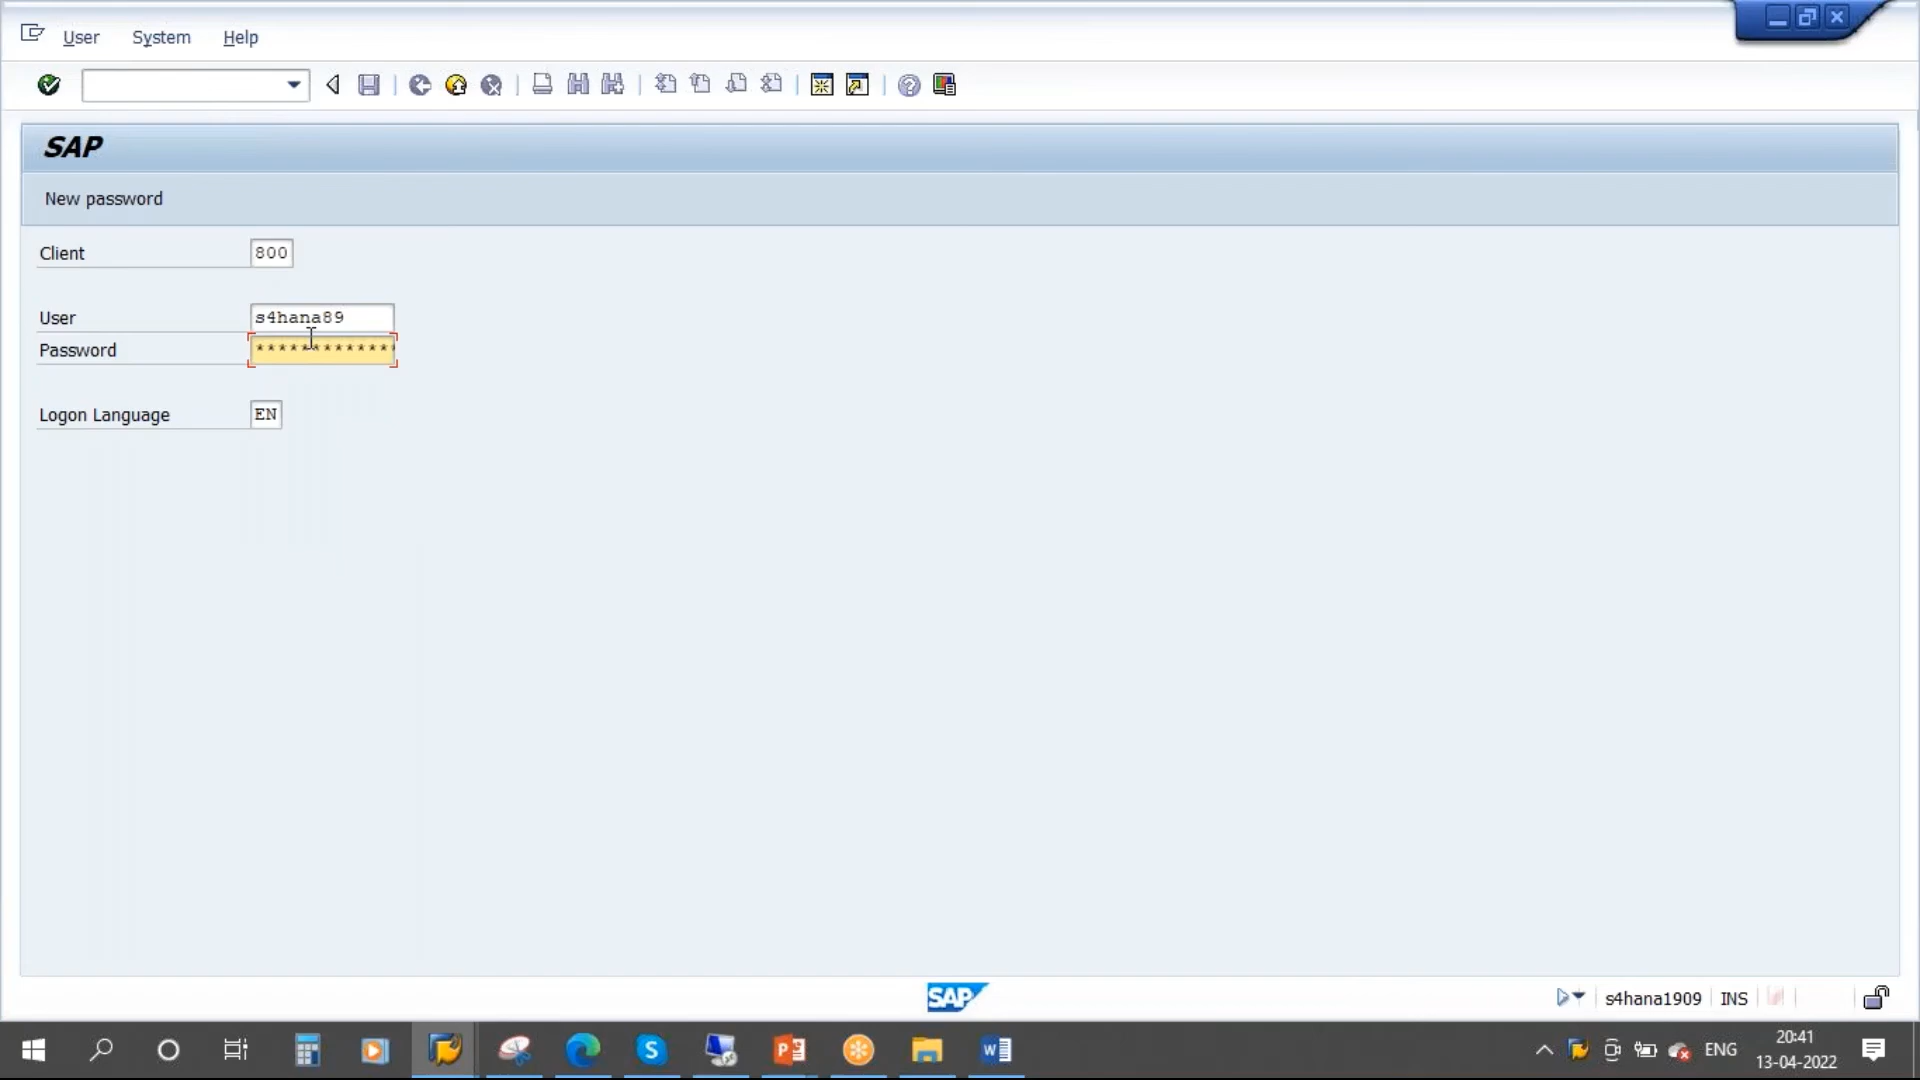 User System Help
SAP
New password
Client 800
User s4hana89
Password *************
Logon Language EN
SAP
s4hana1909 INS
ENG
20:41
13-04-2022